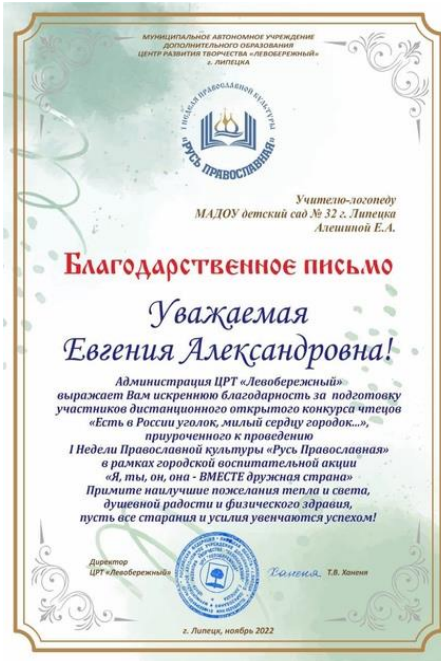 МУНИЦИПАЛЬНОЕ АВТОНОМНОЕ УЧРЕЖДЕНИЕ
ДОПОЛНИТЕЛЬНОГО ОБРАЗОВАНИЯ
ЦЕНТР РАЗВИТИЯ ТВОРЧЕСТВА «ЛЕВОБЕРЕЖНЫЙ»
г. ЛИПЕЦКА
I НЕДЕЛЯ ПРАВОСЛАВНОЙ КУЛЬТУРЫ
«РУСЬ ПРАВОСЛАВНАЯ»
Учителю-логопеду
МАДОУ детский сад № 32 г. Липецка
Алешиной Е.А.
Благодарственное письмо
Уважаемая
Евгения Александровна!
Администрация ЦРТ «Левобережный»
выражает Вам искреннюю благодарность за подготовку
участников дистанционного открытого конкурса чтецов
«Есть в России уголок, милый сердцу городок...»,
приуроченного к проведению
I Недели Православной культуры «Русь Православная»
в рамках городской воспитательной акции
«Я, ты, он, она - ВМЕСТЕ дружная страна»
Примите наилучшие пожелания тепла и света,
душевной радости и физического здравия,
пусть все старания и усилия увенчаются успехом!
Директор
ЦРТ «Левобережный»
Т.В. Ханеня
г. Липецк, ноябрь 2022